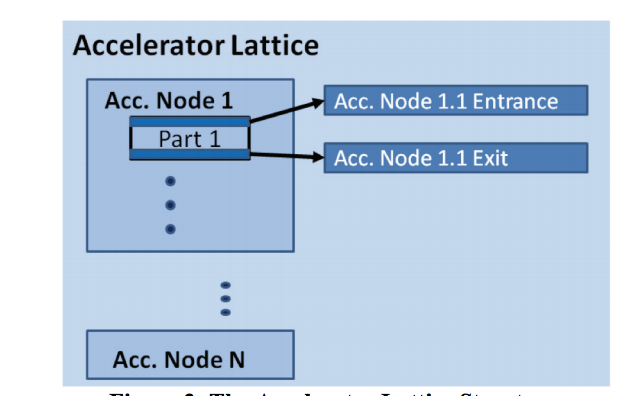 Accelerator Lattice
Acc. Node 1
Acc. Node 1.1 Entrance
Part 1
Acc. Node 1.1 Exit
Acc. Node N